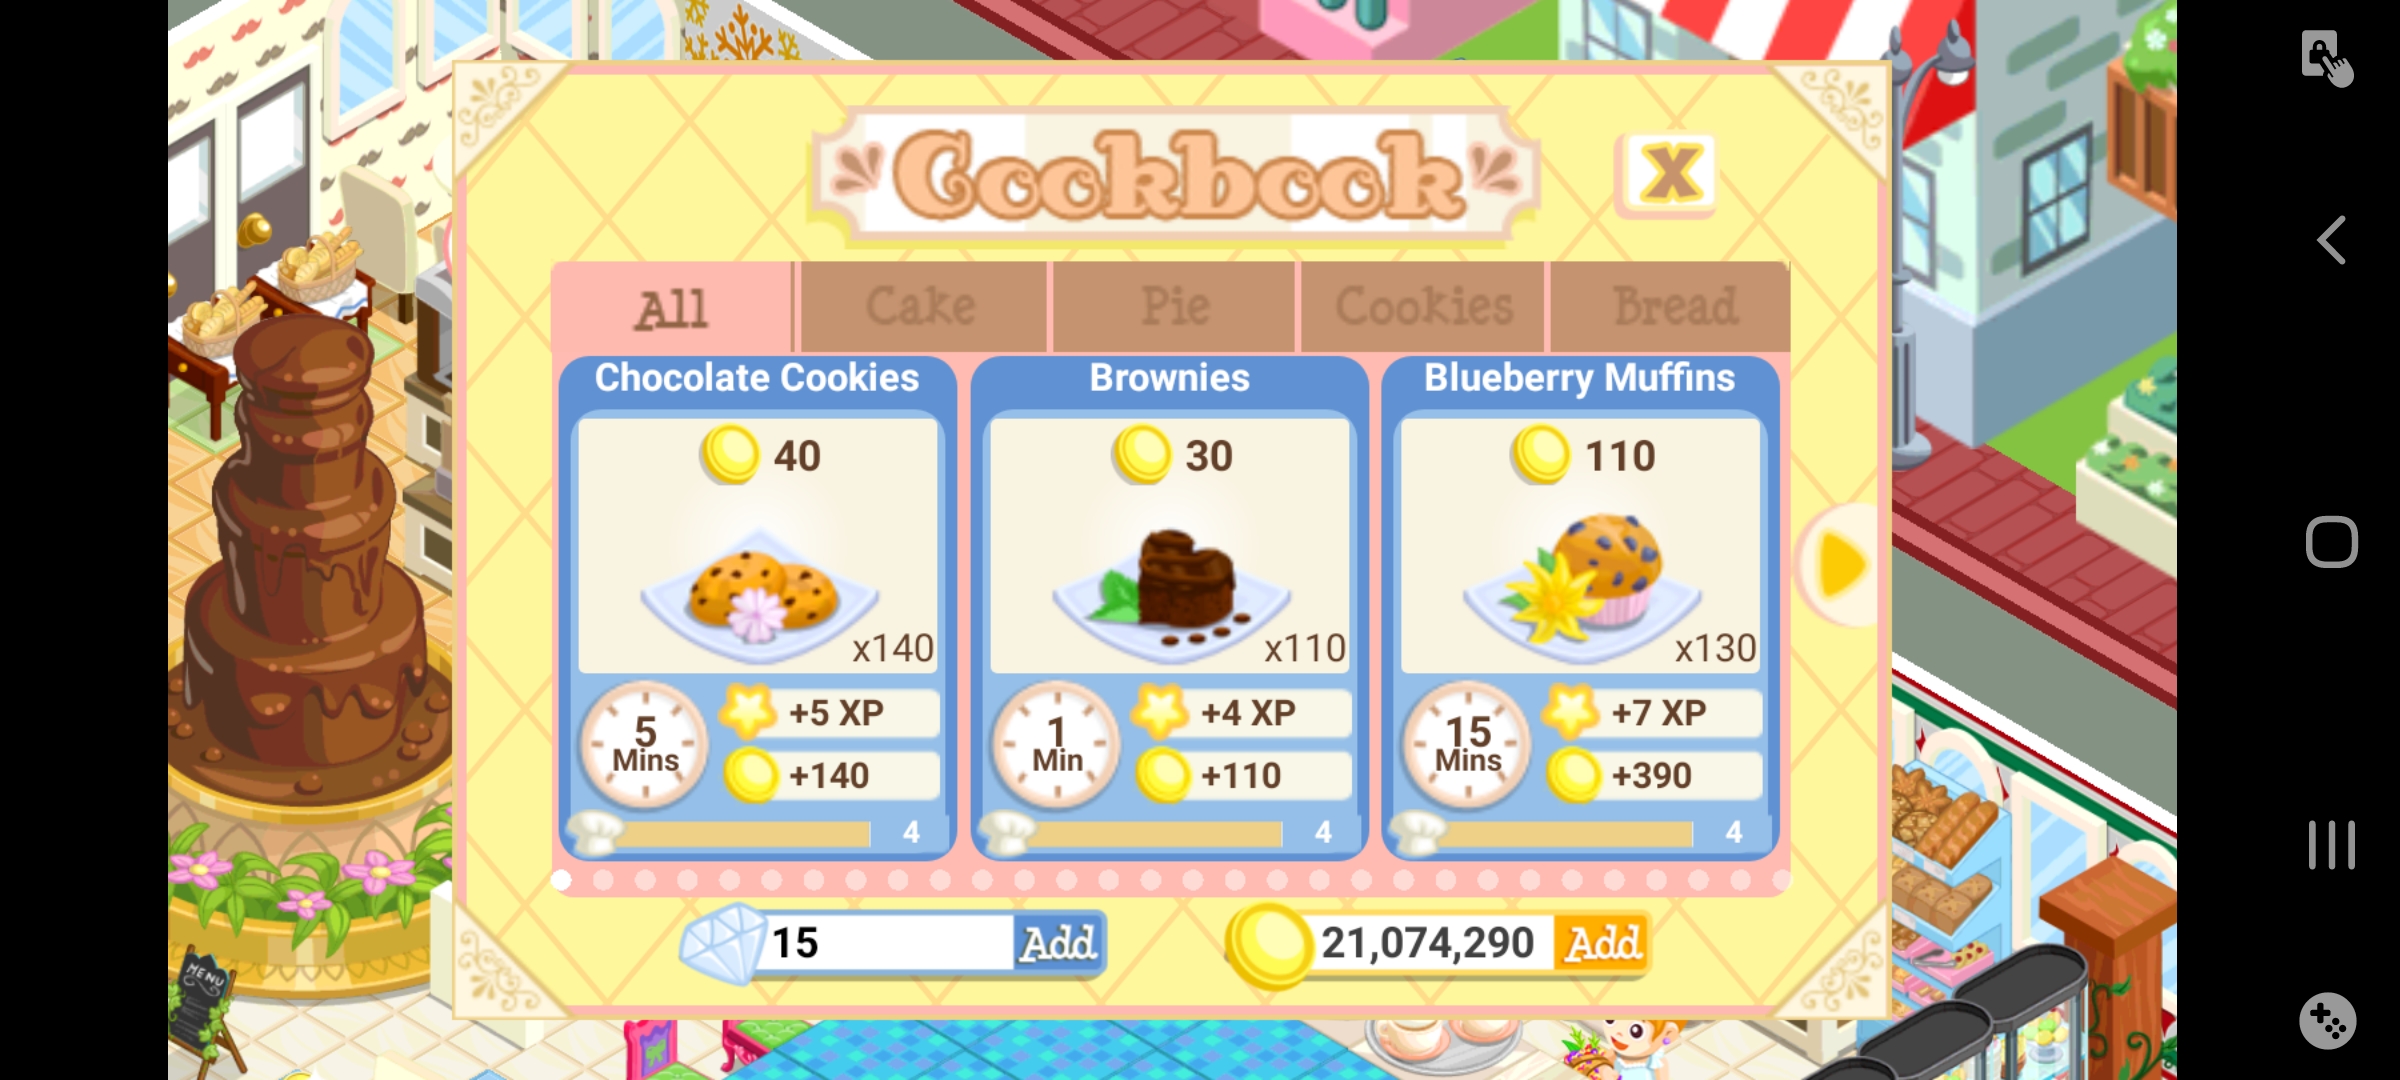 Cookbook
X
All Cake Pie Cookies Bread
Chocolate Cookies
40
x140
5
Mins
+5 XP
+140
4
Brownies
30
x110
1
Min
+4 XP
+110
4
Blueberry Muffins
110
x130
15
Mins
+7 XP
+390
4
15 Add
21,074,290 Add
MENU